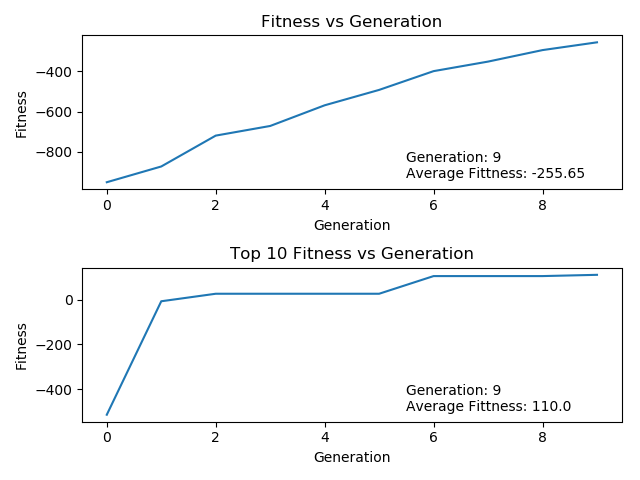 Fitness vs Generation
Fitness
−400
−600
−800
Generation: 9
Average Fittness: -255.65
0 2 4 6 8
Generation
Top 10 Fitness vs Generation
Fitness
0
−200
−400
Generation: 9
Average Fittness: 110.0
0 2 4 6 8
Generation